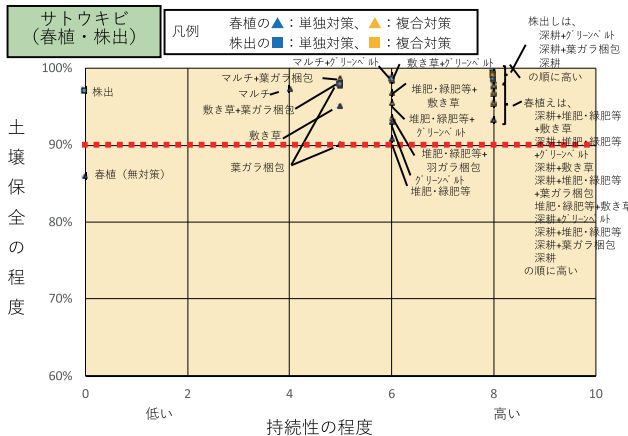 サトウキビ
（春植・株出）
凡例
春植の▲：単独対策、▲：複合対策
株出の■：単独対策、■：複合対策
株出しは、
深耕+グリーンベルト
深耕+葉ガラ梱包
深耕
の順に高い
マルチ+グリーンベルト
敷き草+グリーンベルト
100%
マルチ+葉ガラ梱包
株出
マルチ
堆肥・緑肥等+
敷き草
敷き草+葉ガラ梱包
堆肥・緑肥等+
グリーンベルト
敷き草
春植えは、
深耕+堆肥・緑肥等
+敷き草
深耕+堆肥・緑肥等
+グリーンベルト
深耕+敷き草
深耕+堆肥・緑肥等
+葉ガラ梱包
堆肥・緑肥等+敷き草
深耕+グリーンベルト
深耕+堆肥・緑肥等
深耕+葉ガラ梱包
深耕
の順に高い
90%
堆肥・緑肥等+
羽ガラ梱包
葉ガラ梱包
春植（無対策）
グリーンベルト
堆肥・緑肥等
80%
70%
60%
土壌保全の程度
0
2
4
6
8
10
低い
高い
持続性の程度